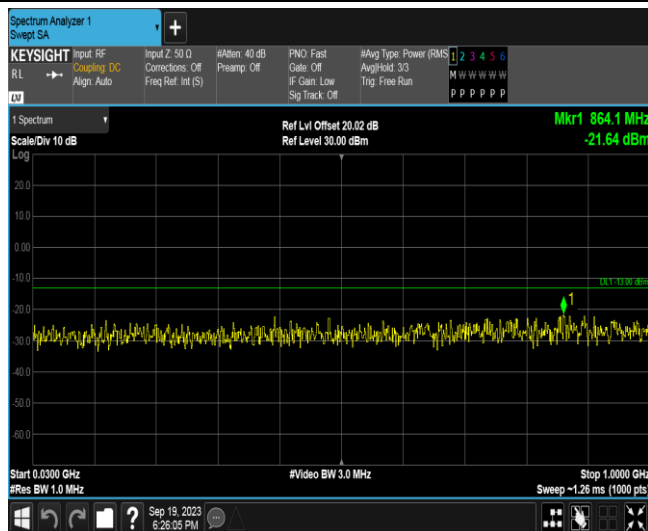 Spectrum Analyzer 1
Swept SA
+
KEYSIGHT
RL
LXI
Input: RF
Coupling: DC
Align: Auto
Input Z: 50 Ω
Corrections: Off
Freq Ref: Int (S)
#Atten: 40 dB
Preamp: Off
PNO: Fast
Gate: Off
IF Gain: Low
Sig Track: Off
#Avg Type: Power (RMS
Avg|Hold: 3/3
Trig: Free Run
1 2 3 4 5 6
M W W W W W
P P P P P P
1 Spectrum
Scale/Div 10 dB
Log
Ref Lvl Offset 20.02 dB
Ref Level 30.00 dBm
Mkr1 864.1 MHz
-21.64 dBm
20.0
10.0
0.00
-10.0
DL1 -13.00 dBm
1
-20.0
-30.0
-40.0
-50.0
-60.0
Start 0.0300 GHz
#Res BW 1.0 MHz
#Video BW 3.0 MHz
Stop 1.0000 GHz
Sweep ~1.26 ms (1000 pts)
?
Sep 19, 2023
6:26:05 PM